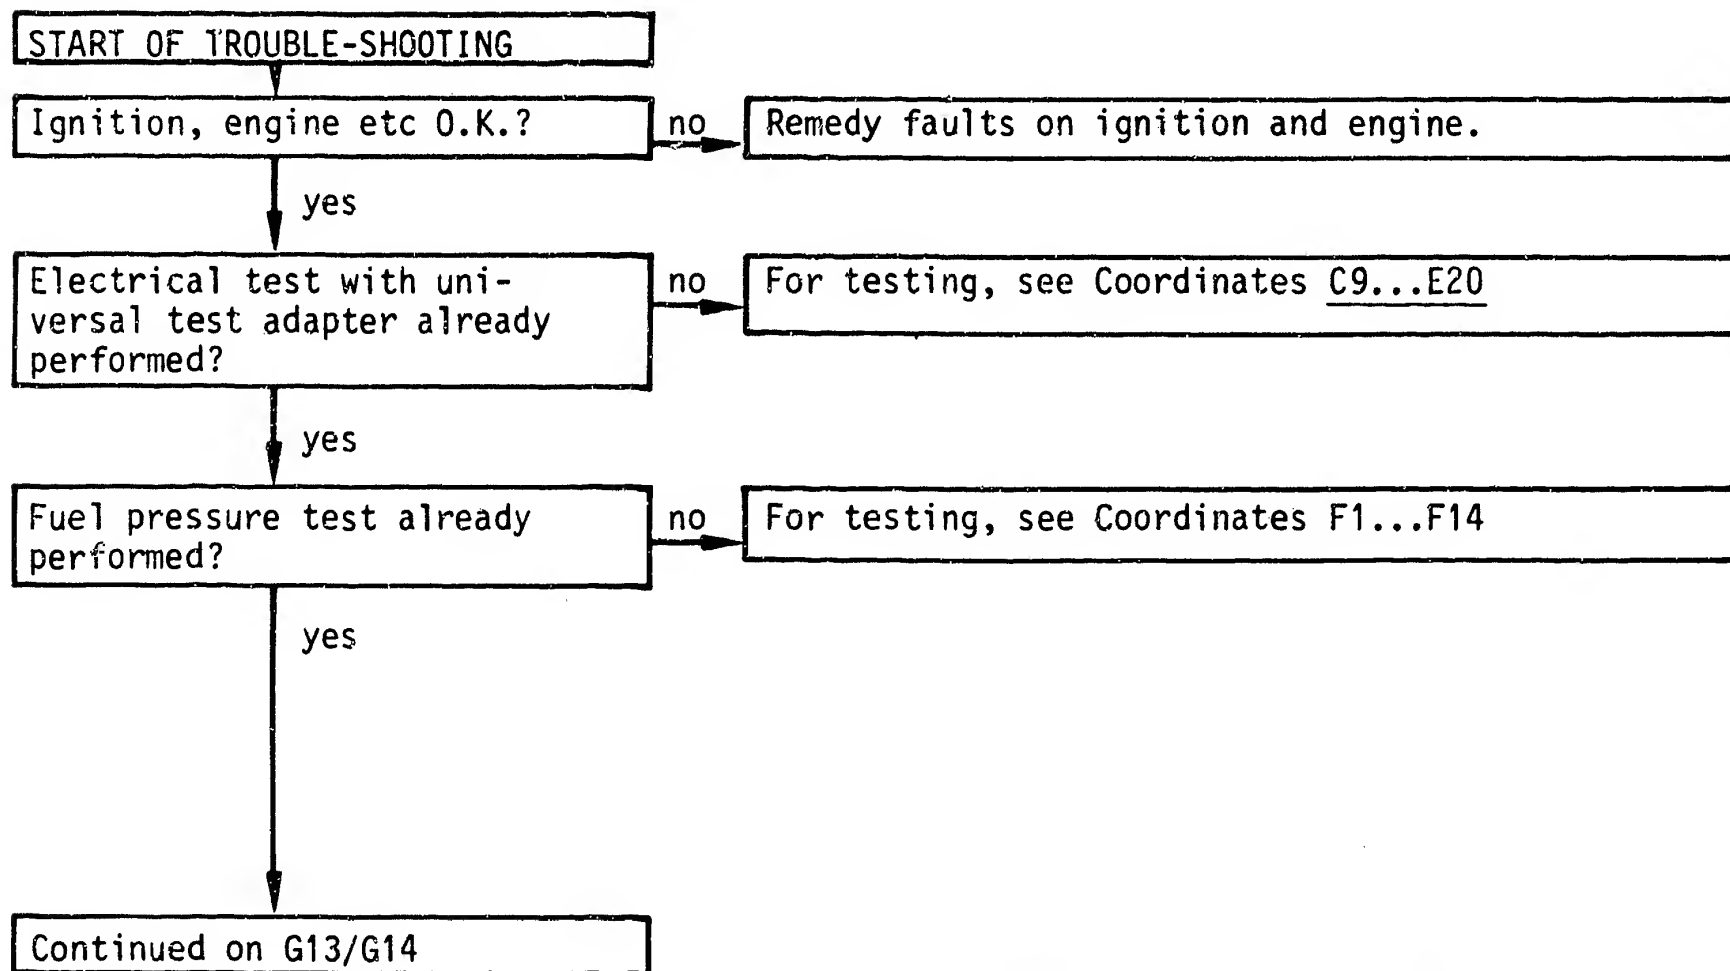 START OF TROUBLE-SHOOTING
Ignition, engine etc O.K.?
no
Remedy faults on ignition and engine.
yes
Electrical test with uni-
versal test adapter already
performed?
no
For testing, see Coordinates C9...E20
yes
Fuel pressure test already
performed?
no
For testing, see Coordinates F1...F14
yes
Continued on G13/G14